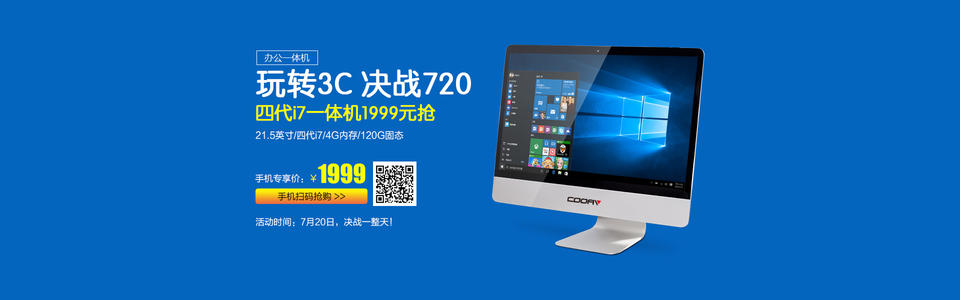 办公一体机
玩转3C 决战720
四代i7一体机1999元抢
21.5英寸/四代i7/4G内存/120G固态
手机专享价：￥1999
手机扫码抢购 >>
活动时间：7月20日，决战一整天！